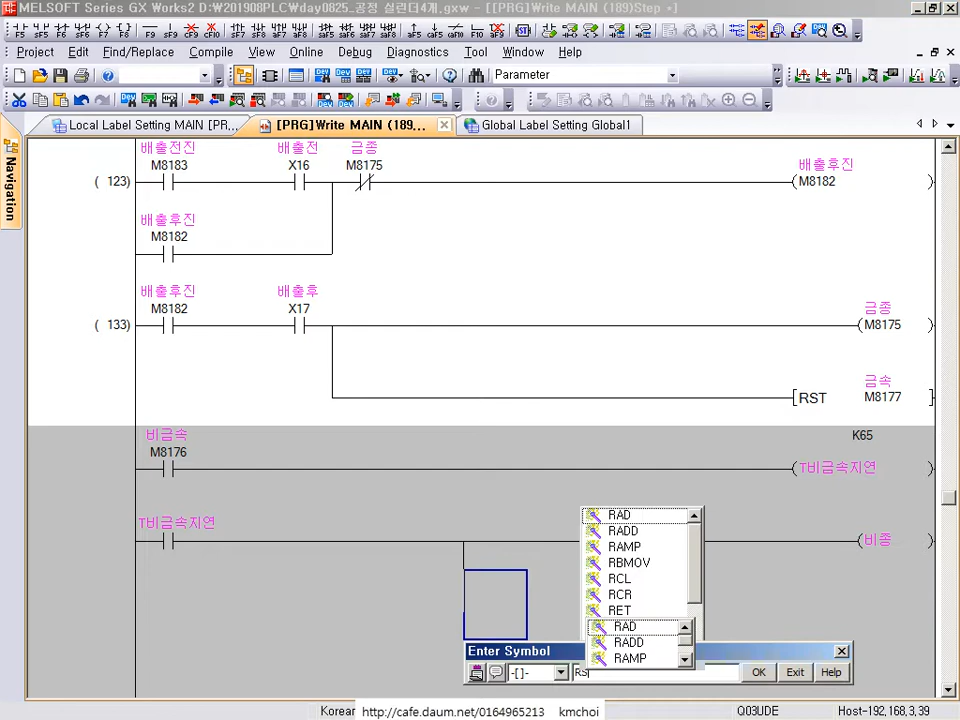 MELSOFT Series GX Works2 D:\201908PLC\day0825_공정 실린더4개.gxw - [[PRG]Write MAIN (189)Step *]
Project Edit Find/Replace Compile View Online Debug Diagnostics Tool Window Help
Parameter
Local Label Setting MAIN [PR... [PRG]Write MAIN (189... Global Label Setting Global1
Navigation
배출전진 배출전 금종 배출후진
M8183 X16 M8175
( 123) (M8182 )
배출후진
M8182
배출후진 배출후 금종
M8182 X17
( 133) (M8175 )
금속
[RST M8177 ]
비금속 K65
M8176
(T비금속지연 )
T비금속지연
(비종 )
RAD
RADD
RAMP
RBMOV
RCL
RCR
RET
RAD
RADD
RAMP
Enter Symbol
-[]- RS OK Exit Help
Korean http://cafe.daum.net/0164965213 kmchoi Q03UDE Host-192,168,3,39